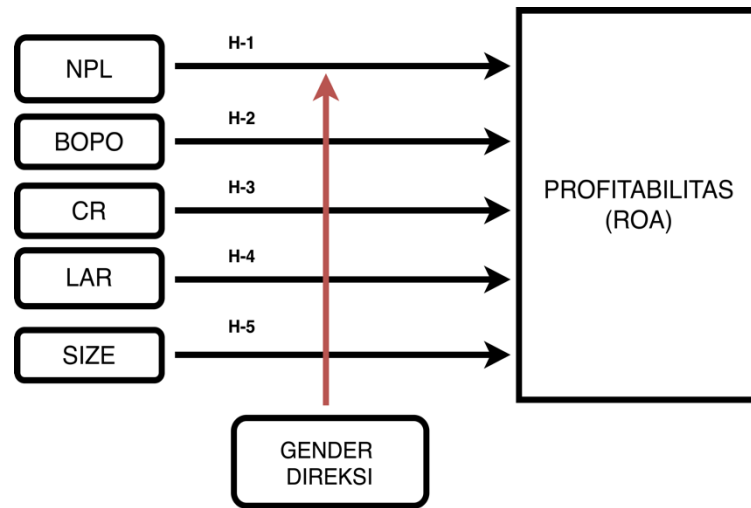 NPL
H-1
BOPO
H-2
CR
H-3
LAR
H-4
SIZE
H-5
PROFITABILITAS
(ROA)
GENDER
DIREKSI